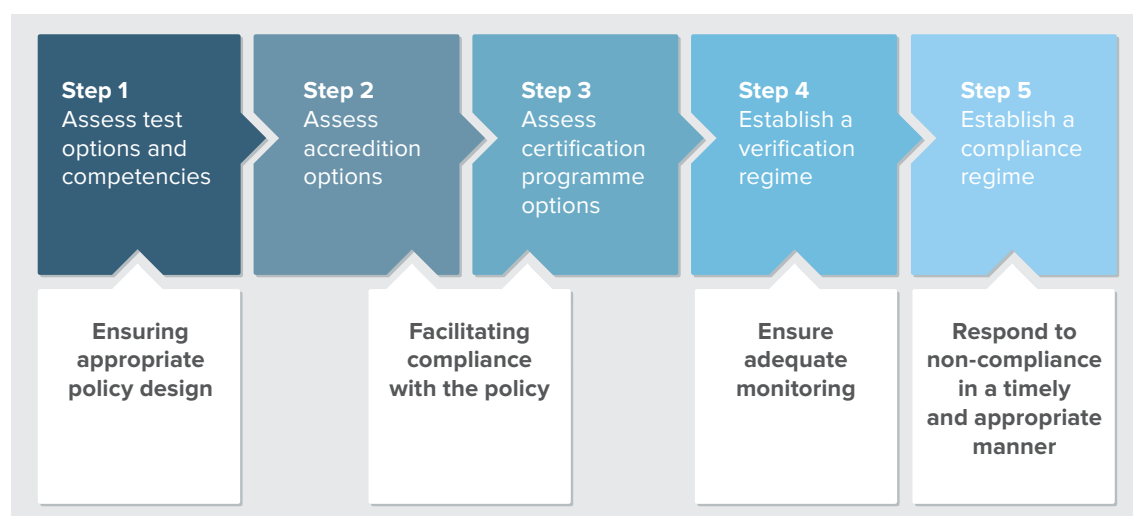 Step 1
Assess test
options and
competencies
Step 2
Assess
accredition
options
Step 3
Assess
certification
programme
options
Step 4
Establish a
verification
regime
Step 5
Establish a
compliance
regime
Ensuring
appropriate
policy design
Facilitating
compliance
with the policy
Ensure
adequate
monitoring
Respond to
non-compliance
in a timely
and appropriate
manner